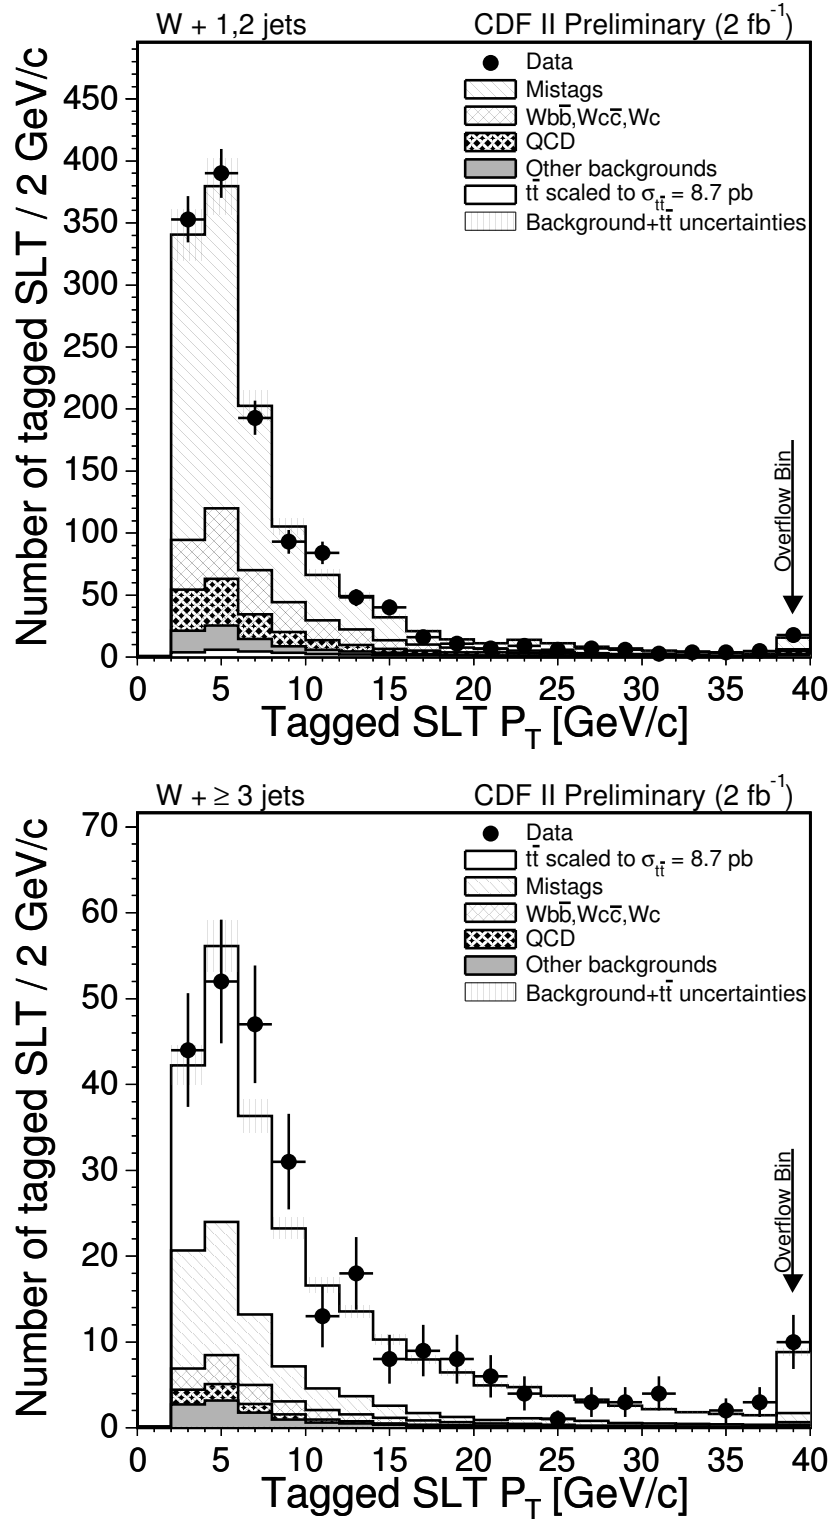 W + 1,2 jets CDF II Preliminary (2 fb⁻¹)
Number of tagged SLT / 2 GeV/c
450
400
350
300
250
200
150
100
50
0
Data
Mistags
Wbb̅,Wcc̅,Wc
QCD
Other backgrounds
tt̅ scaled to σ_tt̅ = 8.7 pb
Background+tt̅ uncertainties
Overflow Bin
0 5 10 15 20 25 30 35 40
Tagged SLT P_T [GeV/c]
W + ≥ 3 jets CDF II Preliminary (2 fb⁻¹)
Number of tagged SLT / 2 GeV/c
70
60
50
40
30
20
10
0
Data
tt̅ scaled to σ_tt̅ = 8.7 pb
Mistags
Wbb̅,Wcc̅,Wc
QCD
Other backgrounds
Background+tt̅ uncertainties
Overflow Bin
0 5 10 15 20 25 30 35 40
Tagged SLT P_T [GeV/c]